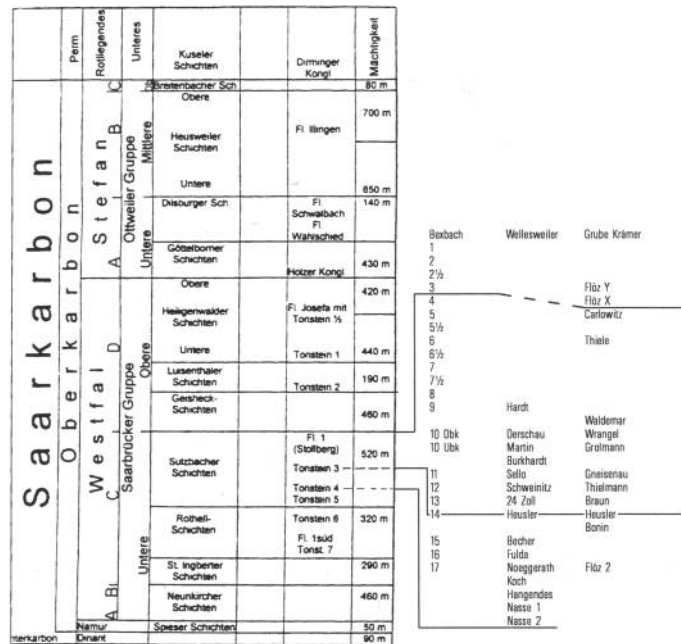 Saarkarbon
Perm
Oberkarbon
Rotliegendes
Westfal
Stefan
A
B
C
D
Unteres
Saarbrücker Gruppe
Untere
Obere
Ottweiler Gruppe
Untere
Mittlere
Kuseler
Schichten
Dirminger
Kongl
Mächtigkeit
Breitenbacher Sch
80 m
Obere
700 m
Heusweiler
Schichten
Fl. Illingen
Untere
850 m
Dilsburger Sch
Fl.
Schwalbach
Fl.
Wahlschied
140 m
Göttelborner
Schichten
Holzer Kongl
430 m
Obere
420 m
Heiligenwalder
Schichten
Fl. Josefa mit
Tonstein ½
Untere
Tonstein 1
440 m
Luisenthaler
Schichten
Tonstein 2
190 m
Geisheck-
Schichten
460 m
Sulzbacher
Schichten
Fl. 1
(Stollberg)
Tonstein 3
Tonstein 4
Tonstein 5
520 m
Rothell-
Schichten
Tonstein 6
Fl. 1süd
Tonst. 7
320 m
St. Ingberter
Schichten
290 m
Neunkircher
Schichten
460 m
Namur
Spieser Schichten
50 m
nterkarbon
Dinant
90 m
Bexbach Wellesweiler Grube Krämer
1
2
2½
3 Flöz Y
4 Flöz X
5 Carlowitz
5½
6 Thiele
6½
7
7½
8
9 Hardt
Waldemar
10 Obk Derschau Wrangel
10 Ubk Martin Grolmann
Burkhardt
11 Sello Gneisenau
12 Schweinitz Thielmann
13 24 Zoll Braun
14 Heusler Heusler
Bonin
15 Becher
16 Fulda
17 Noeggerath Flöz 2
Koch
Hangendes
Nasse 1
Nasse 2